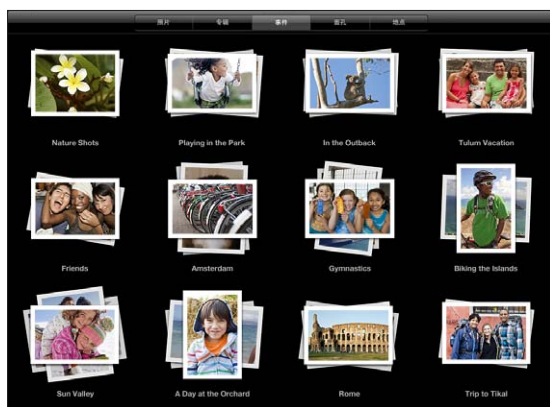 照片 专辑 事件 面孔 地点
Nature Shots Playing in the Park In the Outback Tulum Vacation
Friends Amsterdam Gymnastics Biking the Islands
Sun Valley A Day at the Orchard Rome Trip to Tikal